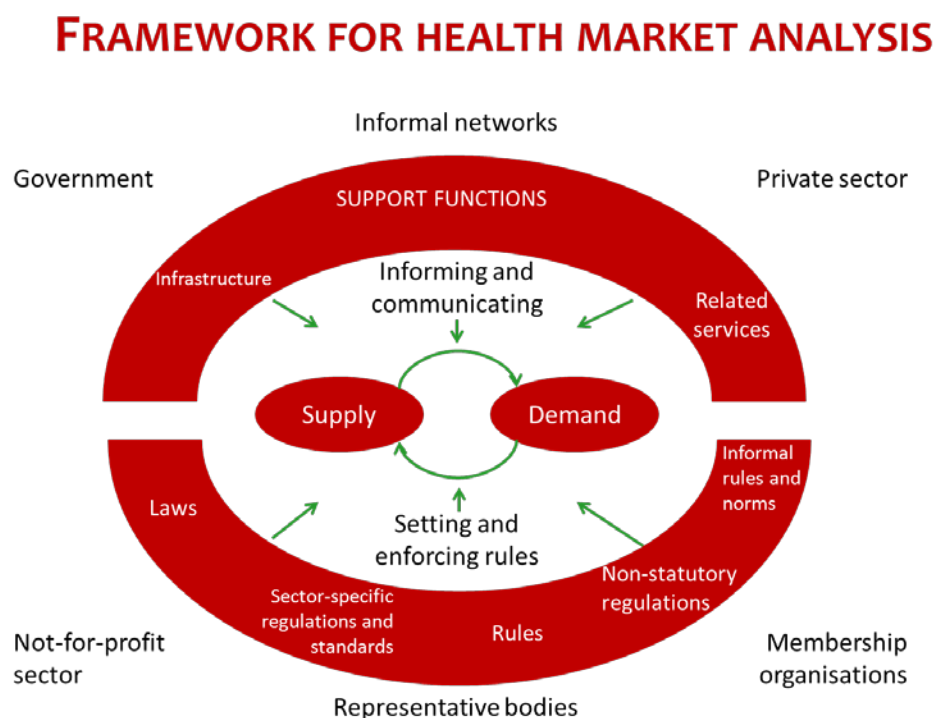 FRAMEWORK FOR HEALTH MARKET ANALYSIS
Informal networks
Government
Private sector
SUPPORT FUNCTIONS
Infrastructure
Informing and
communicating
Related
services
Supply
Demand
Informal
rules and
norms
Laws
Setting and
enforcing rules
Non-statutory
regulations
Sector-specific
regulations and
standards
Rules
Not-for-profit
sector
Membership
organisations
Representative bodies